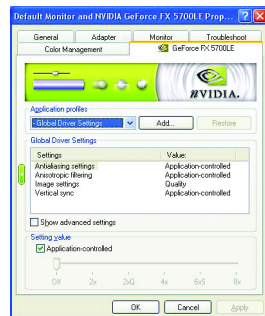 Default Monitor and NVIDIA GeForce FX 5700LE Prop...
General Adapter Monitor Troubleshoot
Color Management GeForce FX 5700LE
NVIDIA.
Application profiles
- Global Driver Settings Add... Restore
Global Driver Settings
Settings Value:
Antialiasing settings Application-controlled
Anisotropic filtering Application-controlled
Image settings Quality
Vertical sync Application-controlled
Show advanced settings
Setting value
Application-controlled
Off 2x 2xQ 4x 6xS 8x
OK Cancel Apply